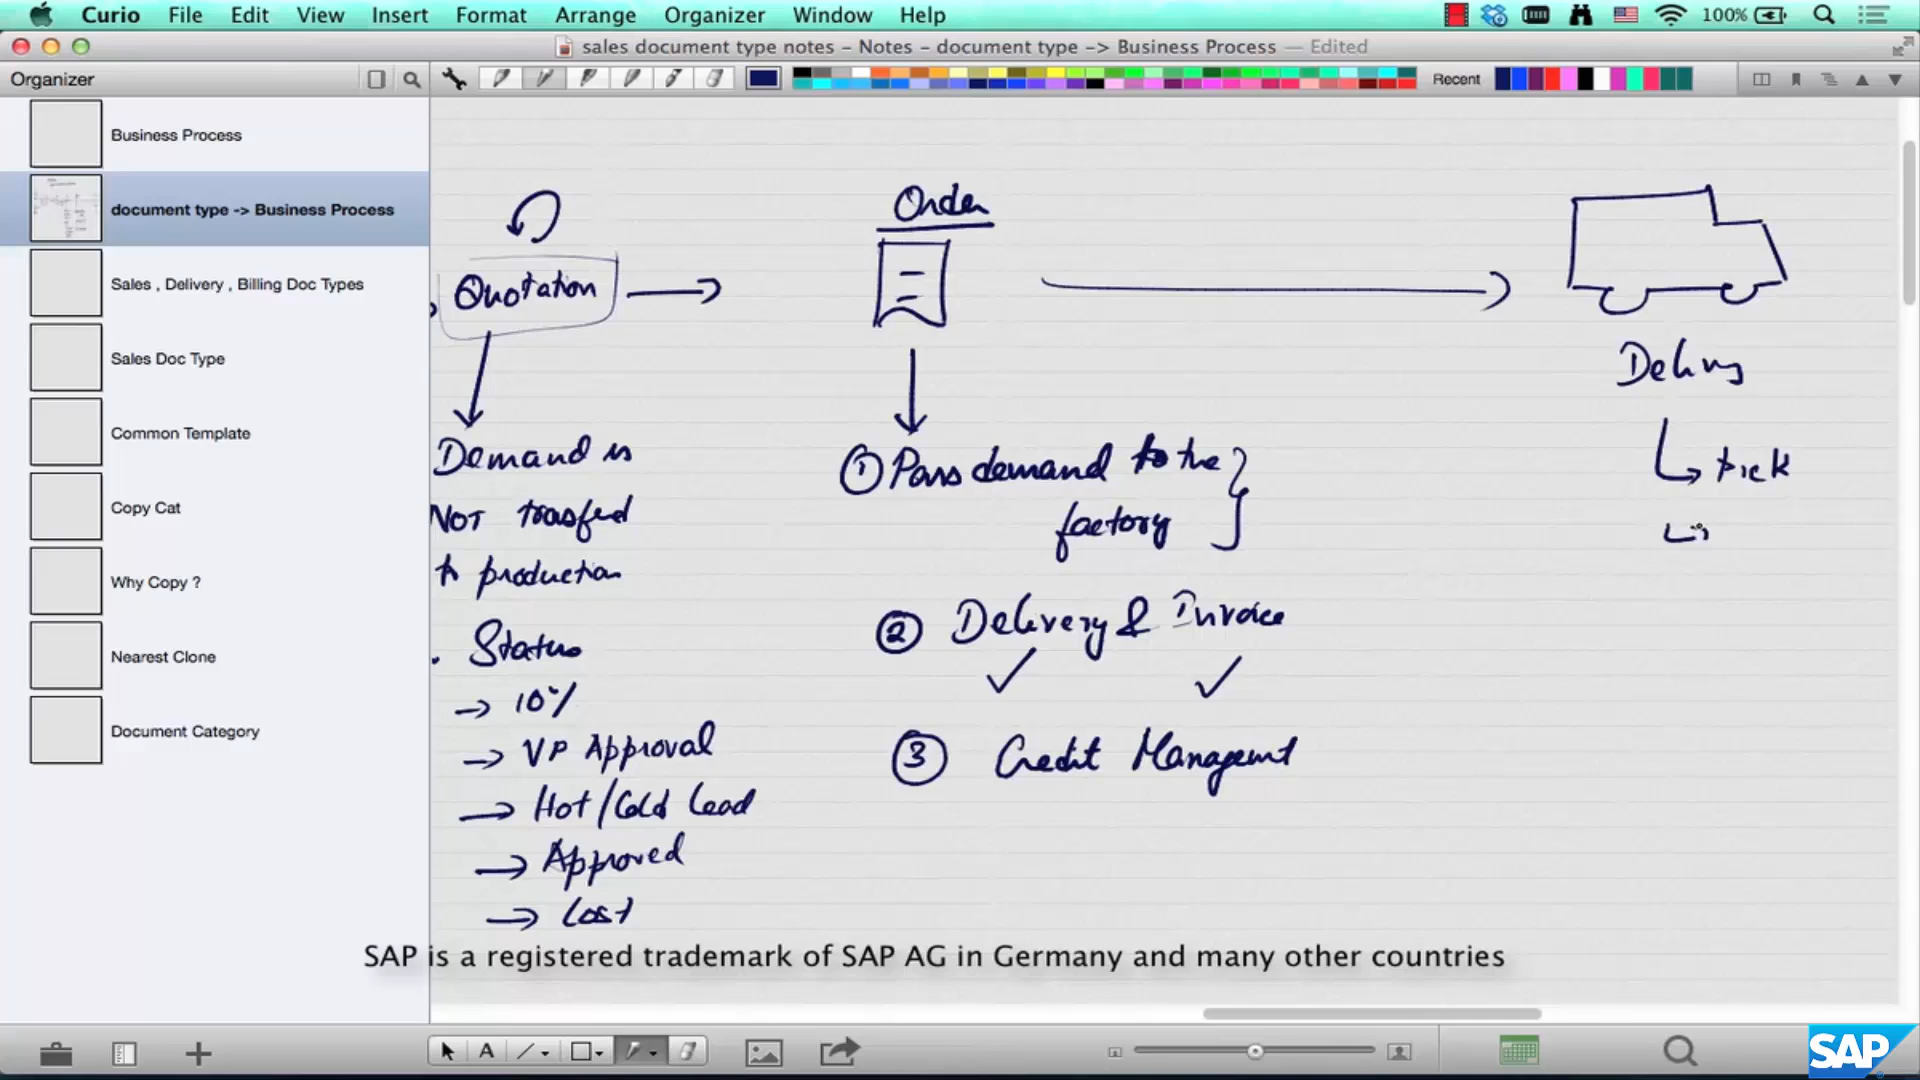 Curio File Edit View Insert Format Arrange Organizer Window Help 100%
sales document type notes – Notes – document type -> Business Process — Edited
Organizer
Recent
Business Process
document type -> Business Process
Sales , Delivery , Billing Doc Types
Sales Doc Type
Common Template
Copy Cat
Why Copy ?
Nearest Clone
Document Category
Quotation
Demand is
NOT trasfed
to production
Status
→ 10%
→ VP Approval
→ Hot/Cold Lead
→ Approved
→ Lost
Order
① Pass demand to the
factory
② Delivery & Invoice
③ Credit Managemt
Delivy
pick
SAP is a registered trademark of SAP AG in Germany and many other countries
A
SAP